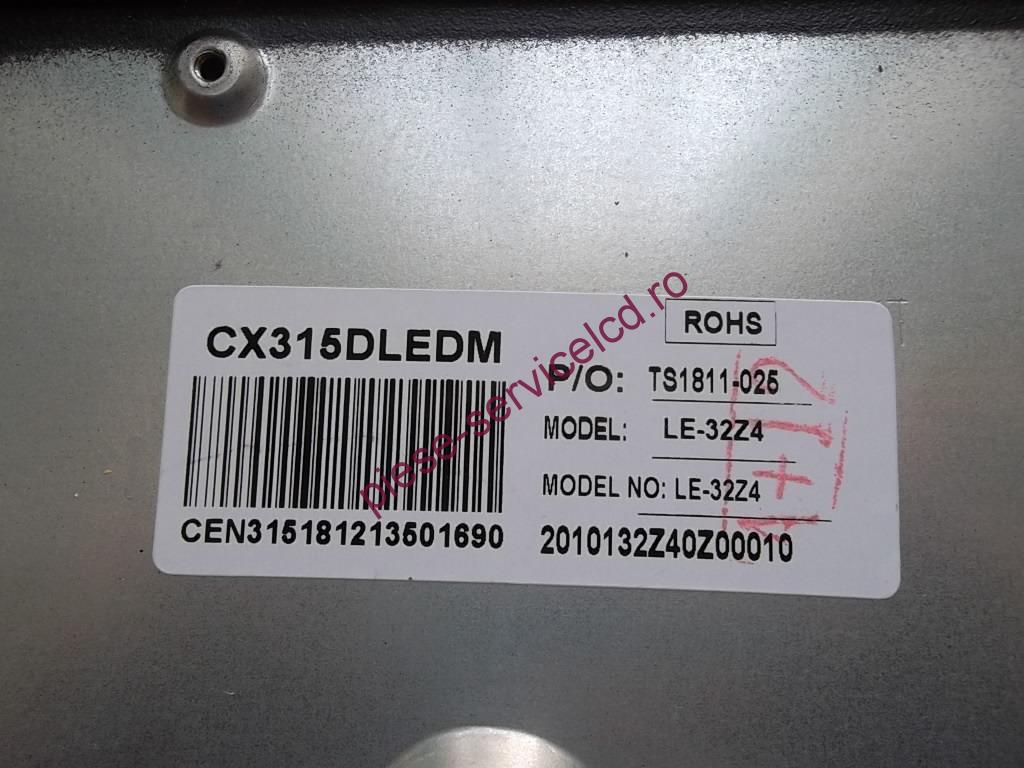 CX315DLEDM
CEN315181213501690
ROHS
P/O: TS1811-025
MODEL: LE-32Z4
MODEL NO: LE-32Z4
2010132Z40Z00010
piese-servicelcd.ro